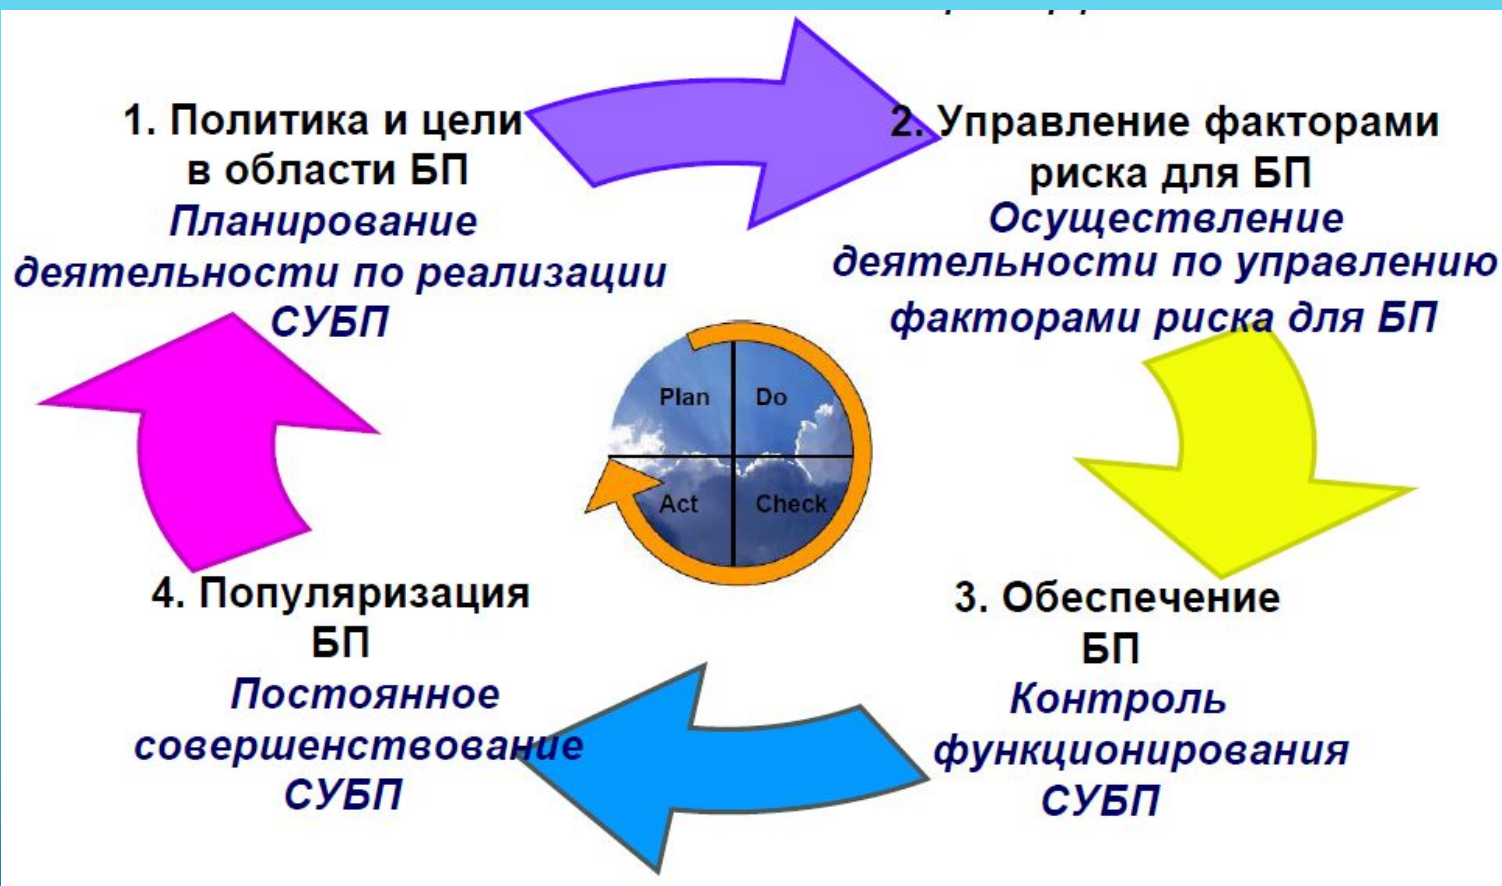 1. Политика и цели
в области БП
Планирование
деятельности по реализации
СУБП
2. Управление факторами
риска для БП
Осуществление
деятельности по управлению
факторами риска для БП
Plan
Do
Act
Check
4. Популяризация
БП
Постоянное
совершенствование
СУБП
3. Обеспечение
БП
Контроль
функционирования
СУБП